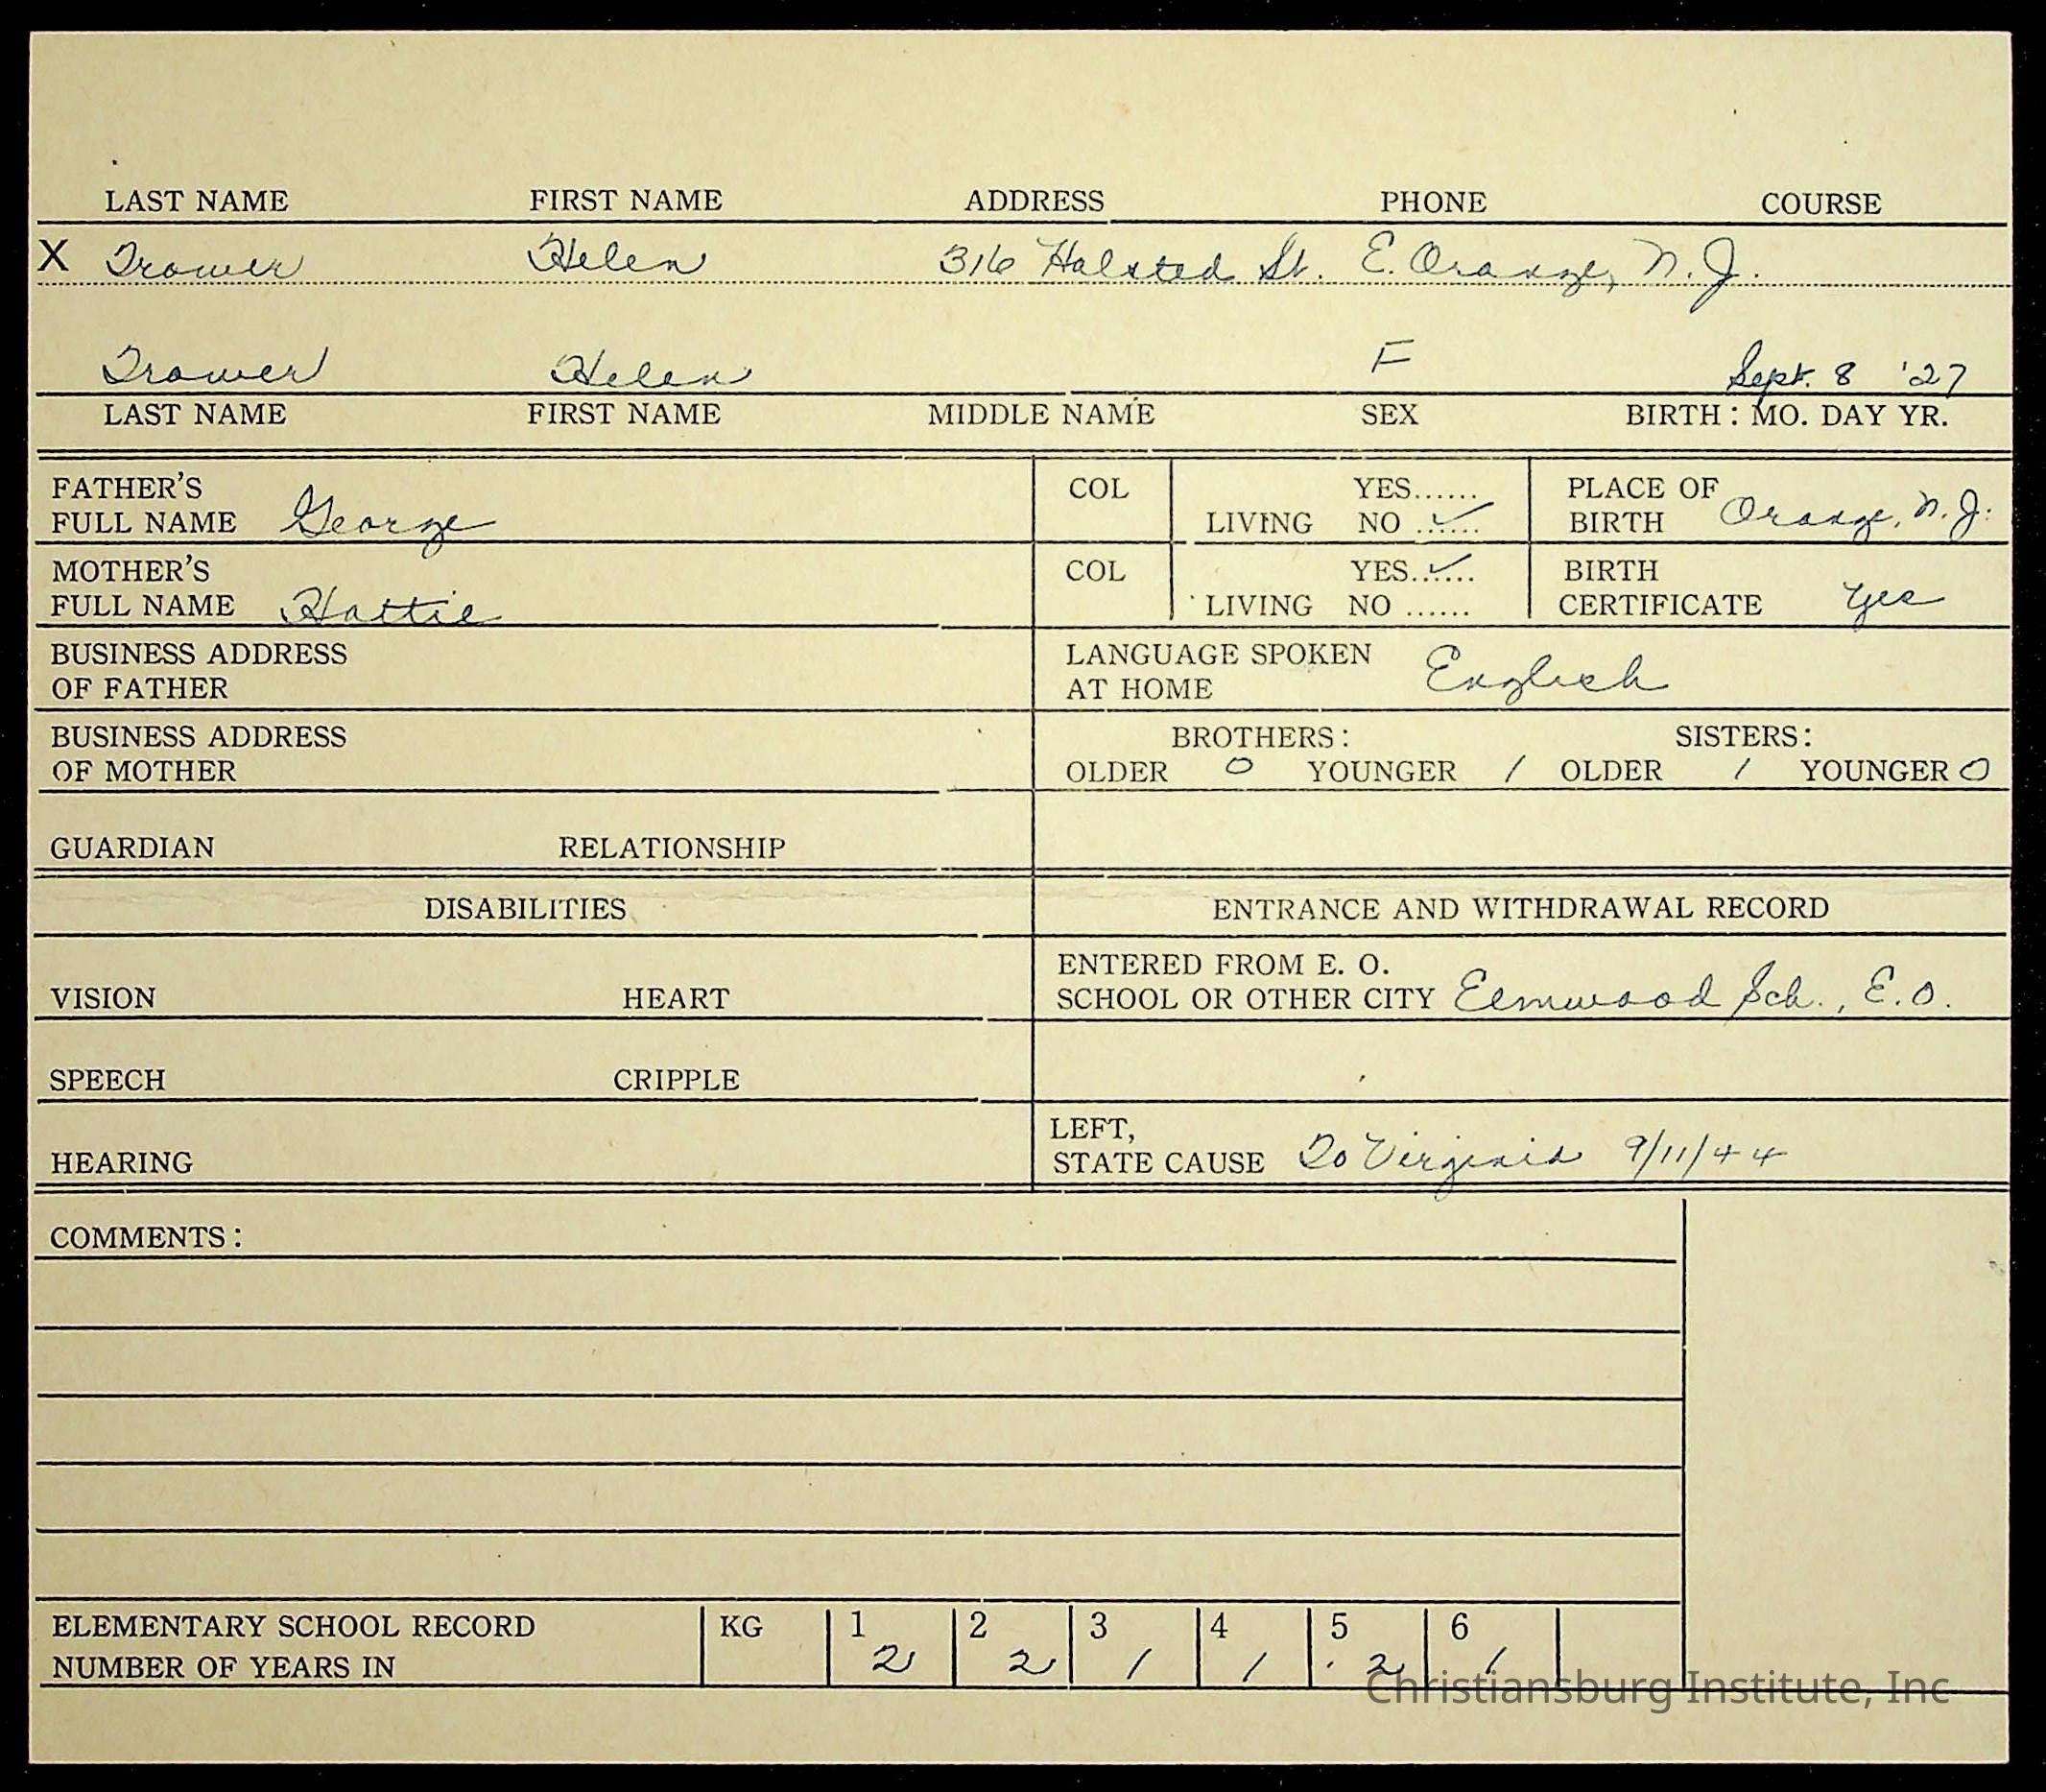 LAST NAME FIRST NAME ADDRESS PHONE COURSE
X Trower Helen 316 Halsted St. E. Orange, N.J.
Trower Helen F Sept. 8 '27
LAST NAME FIRST NAME MIDDLE NAME SEX BIRTH: MO. DAY YR.
FATHER'S FULL NAME George COL LIVING YES...... NO ...✓... PLACE OF BIRTH Orange, N.J.
MOTHER'S FULL NAME Hattie COL LIVING YES...✓... NO ...... BIRTH CERTIFICATE Yes
BUSINESS ADDRESS OF FATHER LANGUAGE SPOKEN AT HOME English
BUSINESS ADDRESS OF MOTHER BROTHERS: OLDER 0 YOUNGER 1 SISTERS: OLDER 1 YOUNGER 0
GUARDIAN RELATIONSHIP
DISABILITIES ENTRANCE AND WITHDRAWAL RECORD
VISION HEART ENTERED FROM E. O. SCHOOL OR OTHER CITY Elmwood Sch., E.O.
SPEECH CRIPPLE
HEARING LEFT, STATE CAUSE To Virginia 9/11/44
COMMENTS:
ELEMENTARY SCHOOL RECORD KG 1 2 3 4 5 6
NUMBER OF YEARS IN 2 2 1 1 2 1
Christiansburg Institute, Inc